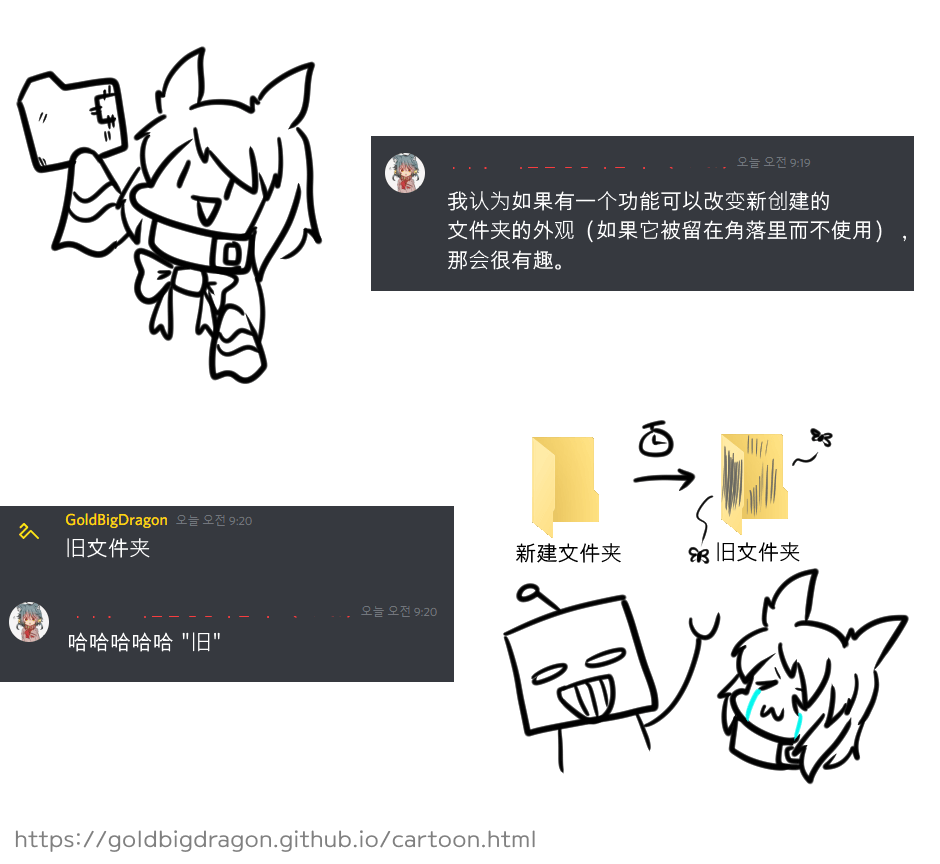 오늘 오전 9:19
我认为如果有一个功能可以改变新创建的
文件夹的外观（如果它被留在角落里而不使用），
那会很有趣。
新建文件夹
旧文件夹
GoldBigDragon 오늘 오전 9:20
旧文件夹
오늘 오전 9:20
哈哈哈哈哈 "旧"
https://goldbigdragon.github.io/cartoon.html